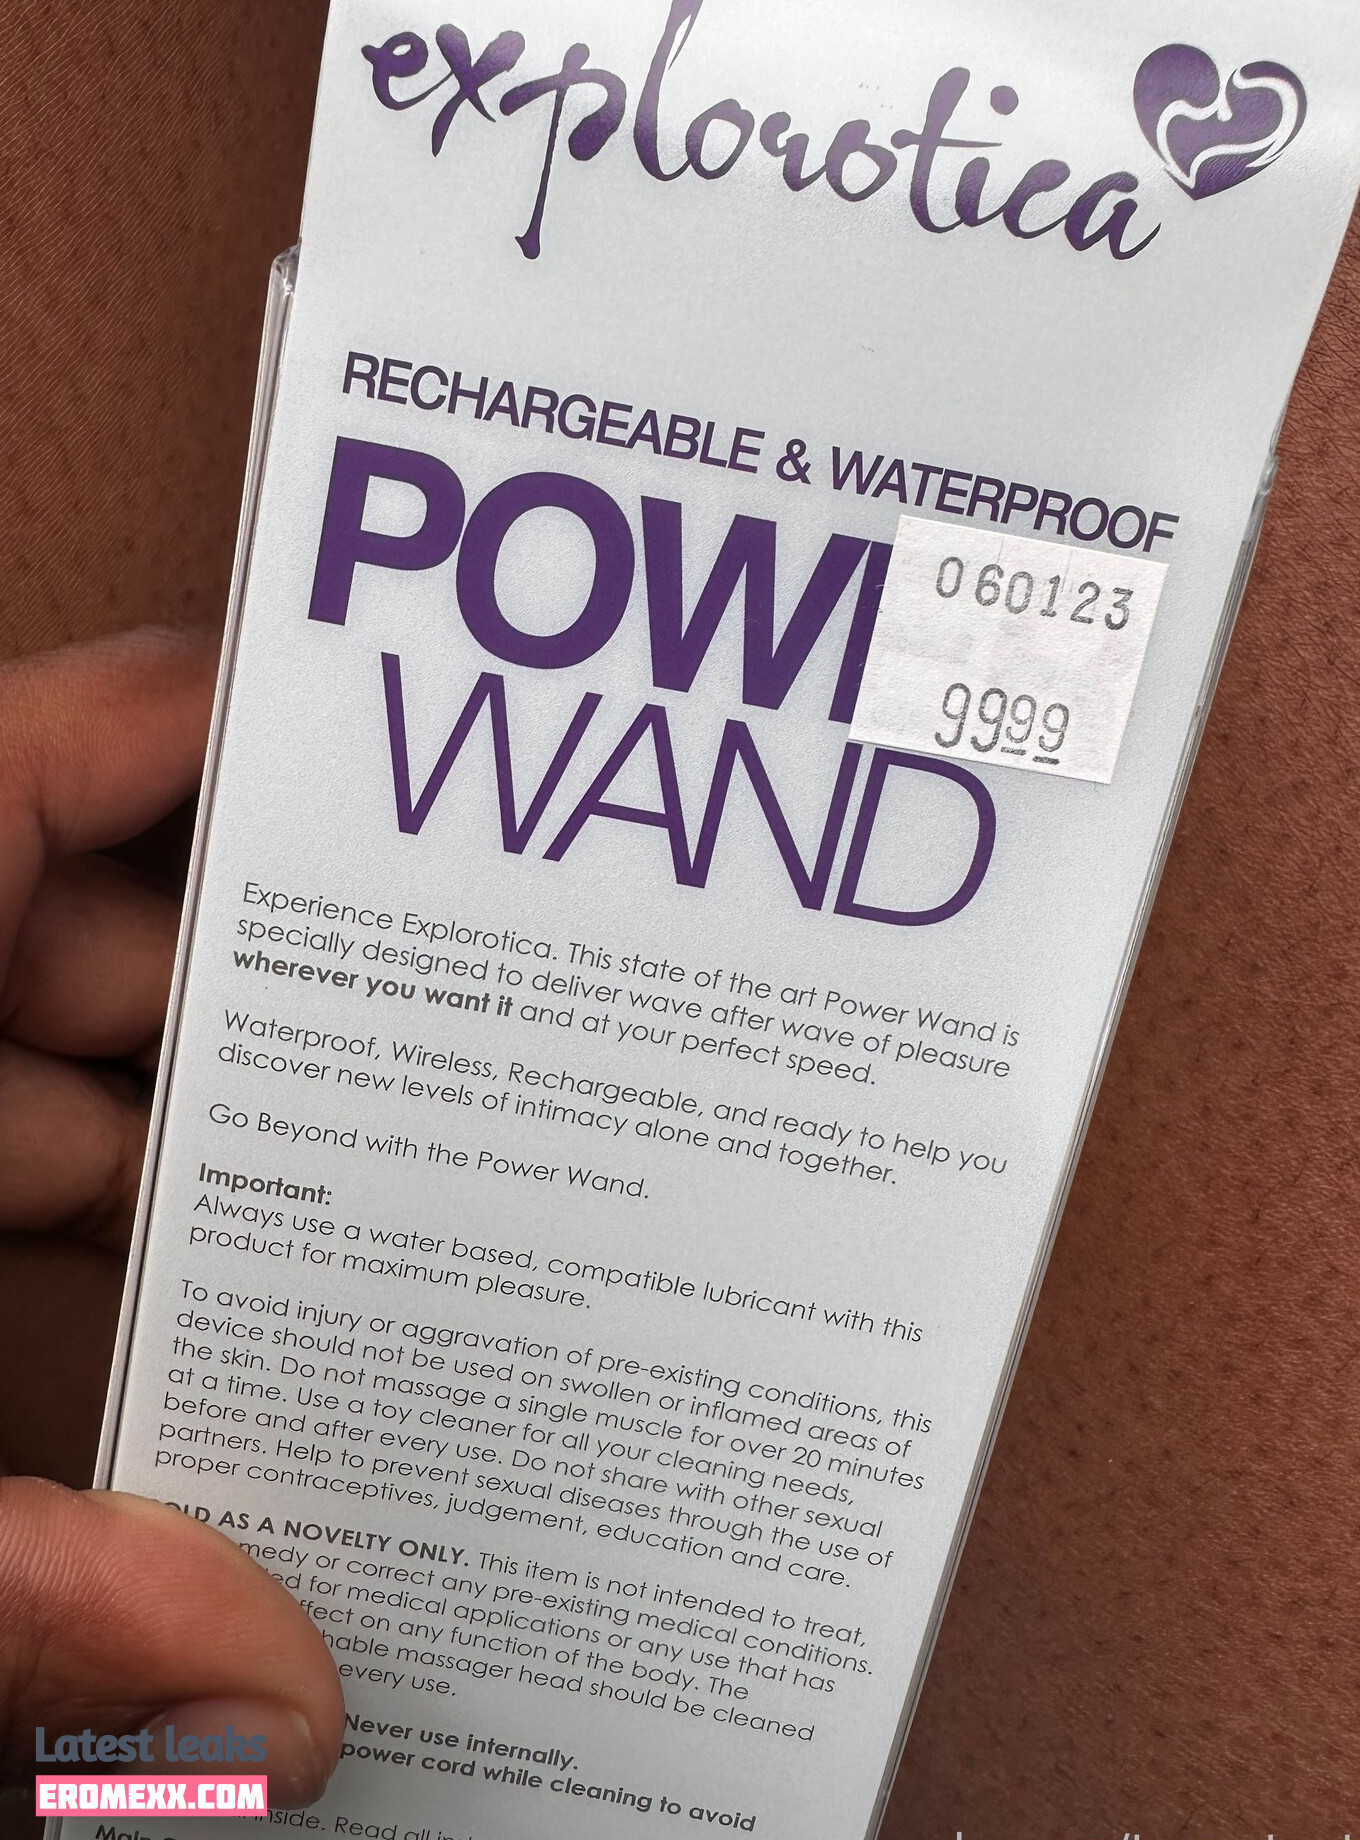 explorotica
RECHARGEABLE & WATERPROOF
POW
060123
9999
WAND
Experience Explorotica. This state of the art Power Wand is
specially designed to deliver wave after wave of pleasure
wherever you want it and at your perfect speed.
Waterproof, Wireless, Rechargeable, and ready to help you
discover new levels of intimacy alone and together.
Go Beyond with the Power Wand.
Important:
Always use a water based, compatible lubricant with this
product for maximum pleasure.
To avoid injury or aggravation of pre-existing conditions, this
device should not be used on swollen or inflamed areas of
the skin. Do not massage a single muscle for over 20 minutes
at a time. Use a toy cleaner for all your cleaning needs,
before and after every use. Do not share with other sexual
partners. Help to prevent sexual diseases through the use of
proper contraceptives, judgement, education and care.
AS A NOVELTY ONLY. This item is not intended to treat,
or correct any pre-existing medical conditions.
for medical applications or any use that has
on any function of the body. The
massager head should be cleaned
every use.
Never use internally.
power cord while cleaning to avoid
inside. Read all
Latest leaks
EROMEXX.COM